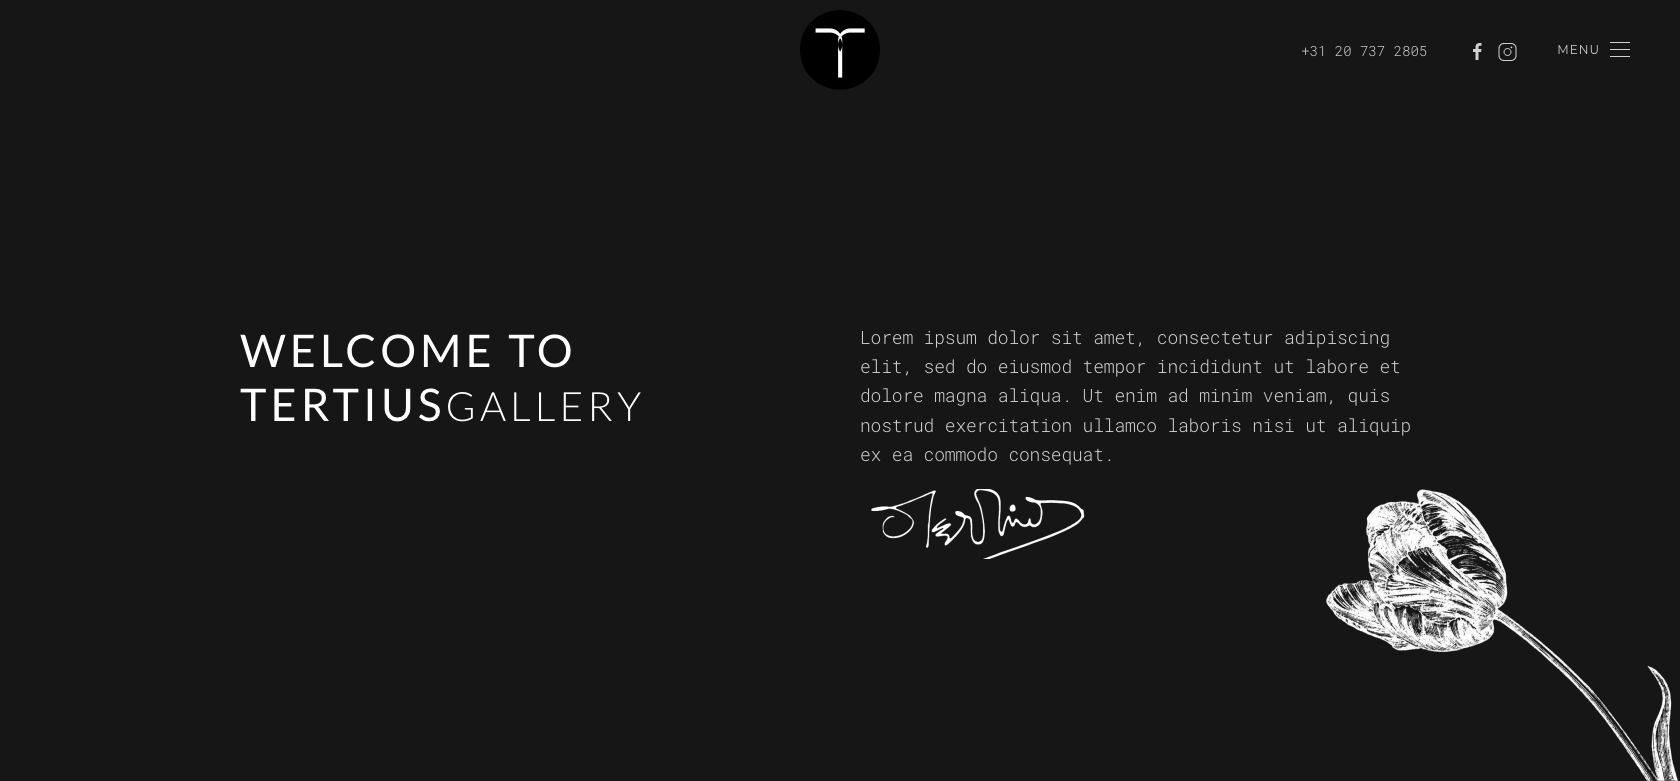 T
+31 20 737 2805
MENU
WELCOME TO
TERTIUSGALLERY
Lorem ipsum dolor sit amet, consectetur adipiscing
elit, sed do eiusmod tempor incididunt ut labore et
dolore magna aliqua. Ut enim ad minim veniam, quis
nostrud exercitation ullamco laboris nisi ut aliquip
ex ea commodo consequat.